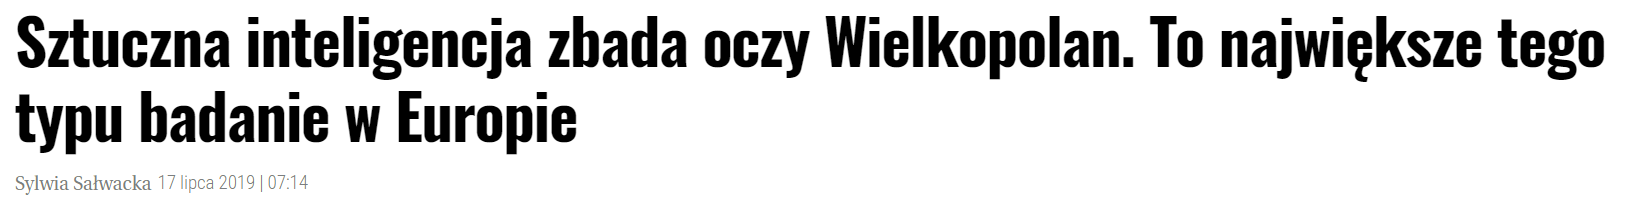 Sztuczna inteligencja zbada oczy Wielkopolan. To największe tego
typu badanie w Europie
Sylwia Sałwacka 17 lipca 2019 | 07:14